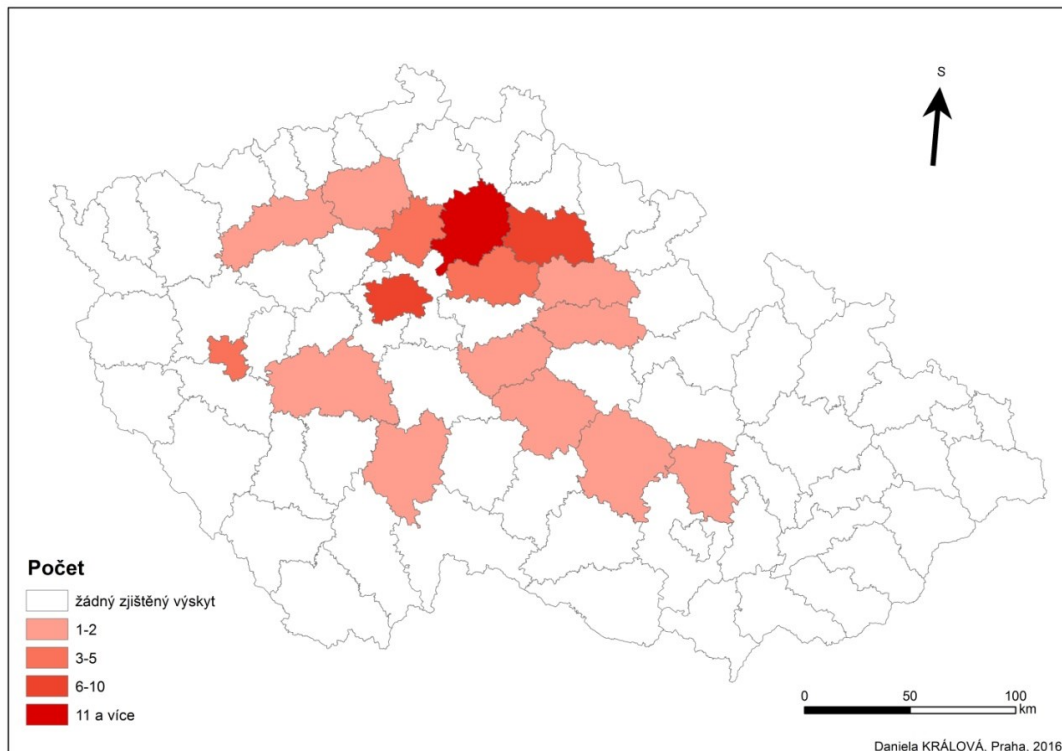 S
Počet
žádný zjištěný výskyt
1-2
3-5
6-10
11 a více
0 50 100
km
Daniela KRÁLOVÁ, Praha, 2016